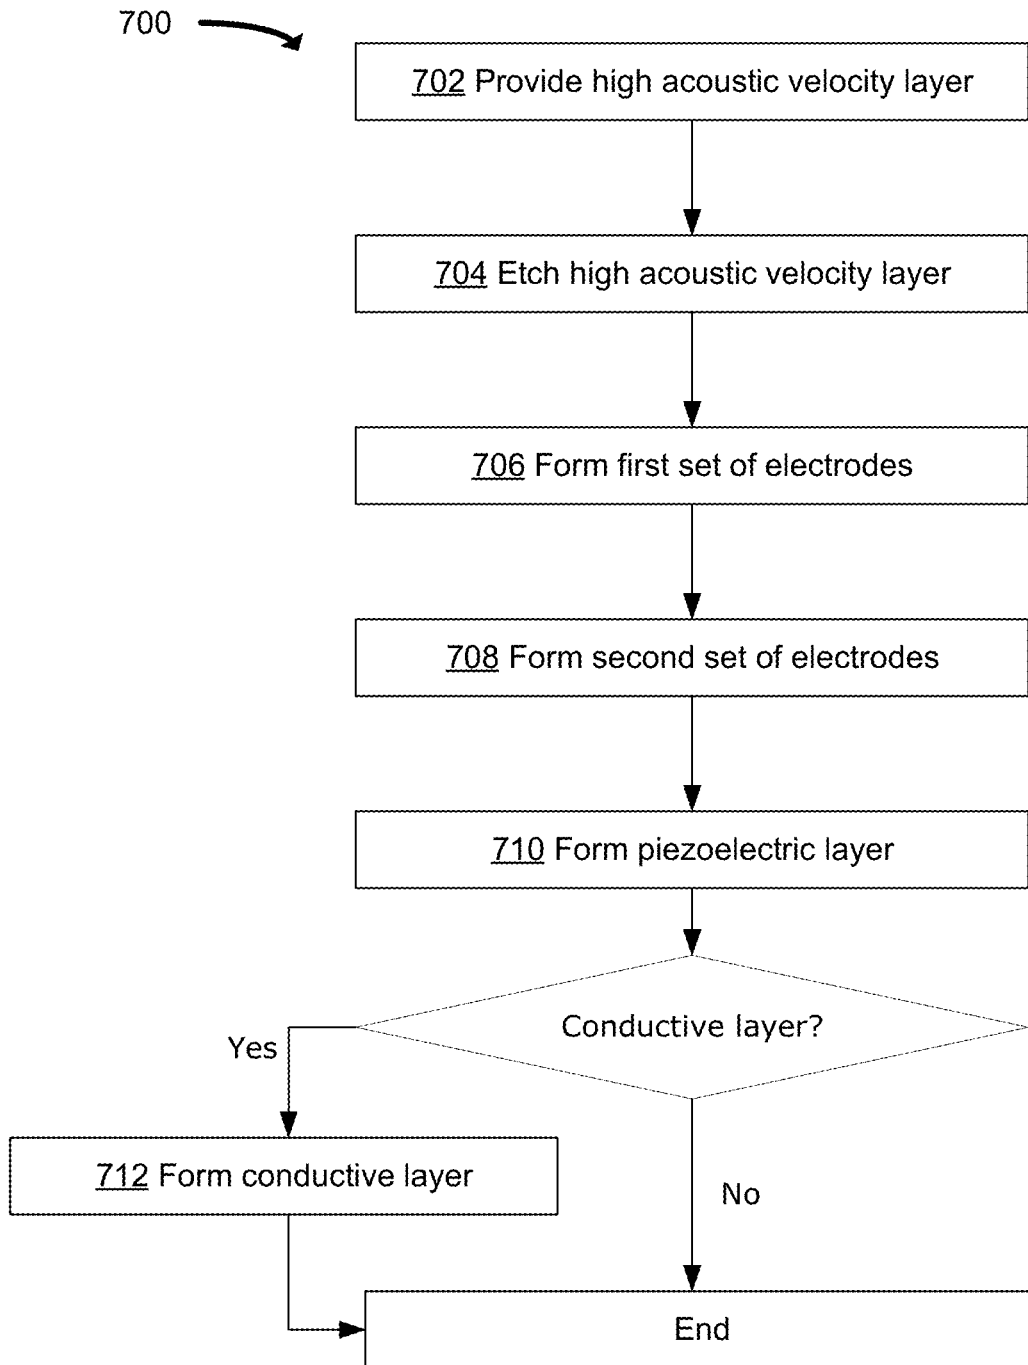 700
702 Provide high acoustic velocity layer
704 Etch high acoustic velocity layer
706 Form first set of electrodes
708 Form second set of electrodes
710 Form piezoelectric layer
Conductive layer?
Yes
712 Form conductive layer
No
End